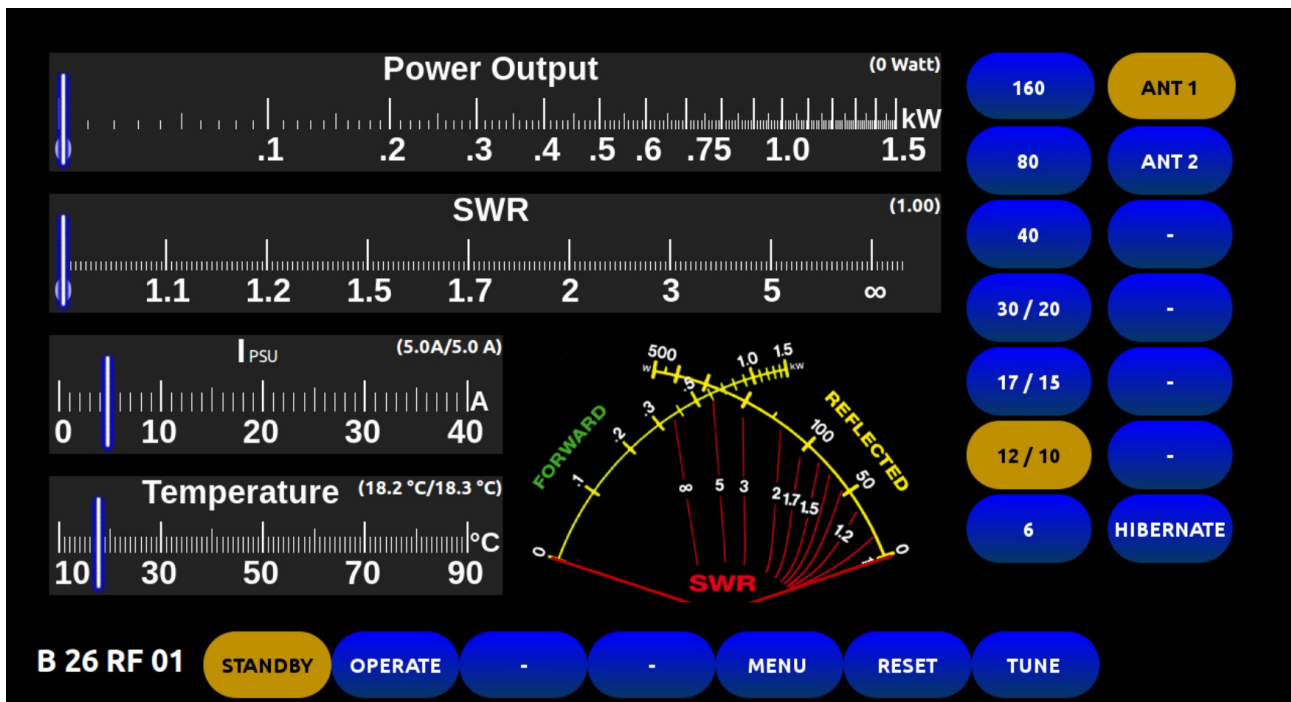 Power Output (0 Watt)
.1 .2 .3 .4 .5 .6 .75 1.0 1.5 kW
SWR (1.00)
1.1 1.2 1.5 1.7 2 3 5 ∞
I PSU (5.0A/5.0 A)
0 10 20 30 40 A
Temperature (18.2 °C/18.3 °C)
10 30 50 70 90 °C
500 1.0 1.5
W kW
.5
.3
.2
.1
0
FORWARD
REFLECTED
100
50
0
∞ 5 3 2 1.7 1.5 1.2 1
SWR
160 ANT 1
80 ANT 2
40 -
30 / 20 -
17 / 15 -
12 / 10 -
6 HIBERNATE
B 26 RF 01 STANDBY OPERATE - - MENU RESET TUNE